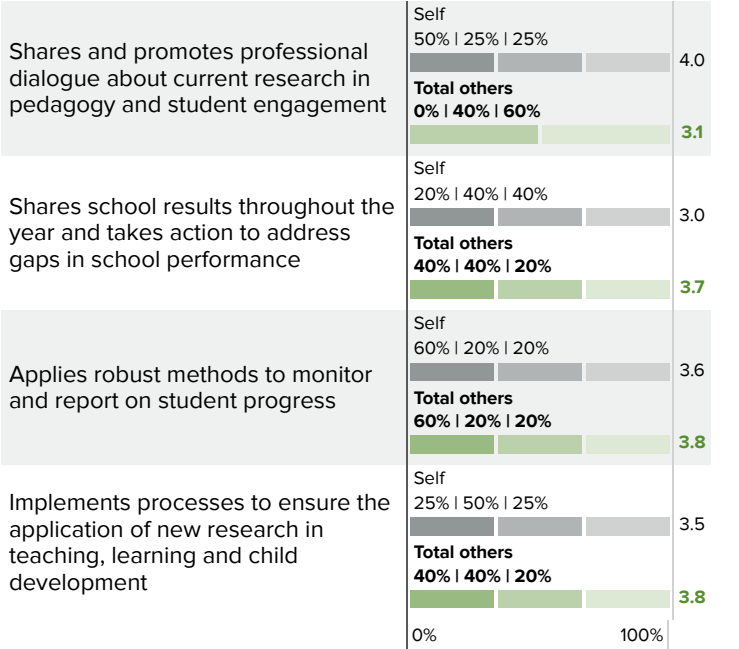 Shares and promotes professional
dialogue about current research in
pedagogy and student engagement
Self
50% | 25% | 25%
4.0
Total others
0% | 40% | 60%
3.1
Shares school results throughout the
year and takes action to address
gaps in school performance
Self
20% | 40% | 40%
3.0
Total others
40% | 40% | 20%
3.7
Applies robust methods to monitor
and report on student progress
Self
60% | 20% | 20%
3.6
Total others
60% | 20% | 20%
3.8
Implements processes to ensure the
application of new research in
teaching, learning and child
development
Self
25% | 50% | 25%
3.5
Total others
40% | 40% | 20%
3.8
0% 100%